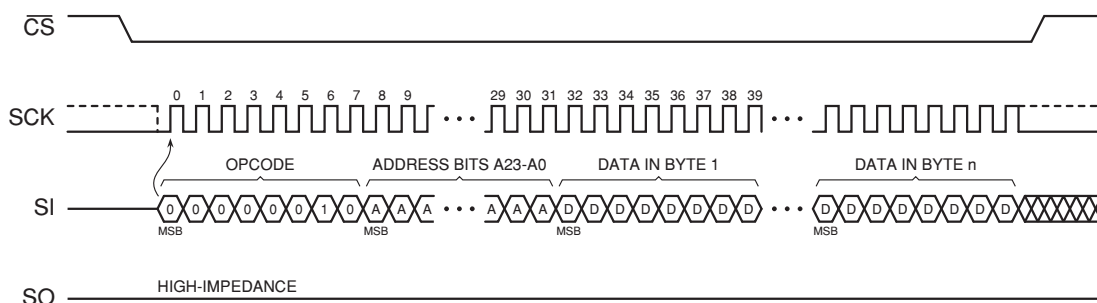 CS
SCK
0 1 2 3 4 5 6 7 8 9 29 30 31 32 33 34 35 36 37 38 39
OPCODE ADDRESS BITS A23-A0 DATA IN BYTE 1 DATA IN BYTE n
SI
0 0 0 0 0 0 1 0 A A A A A A D D D D D D D D D D D D D D D D
MSB MSB MSB MSB
SO
HIGH-IMPEDANCE